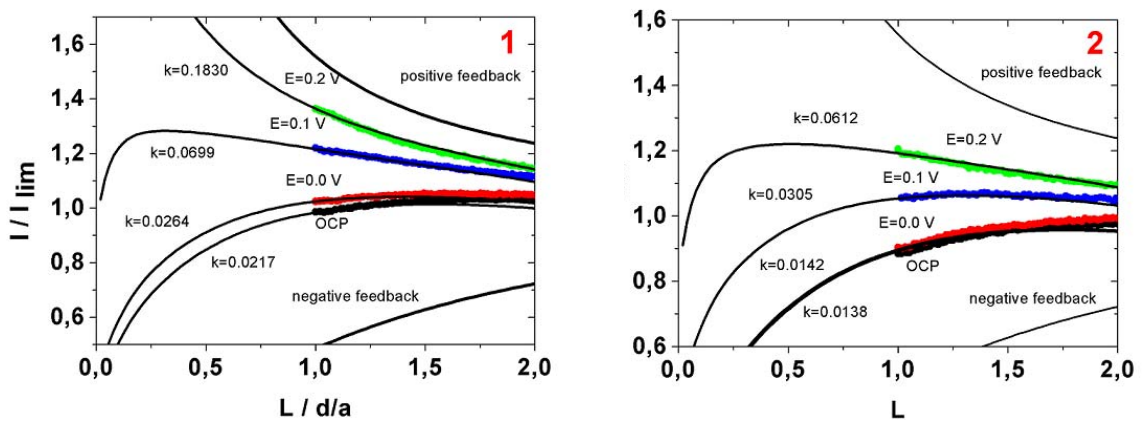 1
1,6
1,4
1,2
1,0
0,8
0,6
I / I lim
k=0.1830
E=0.2 V
positive feedback
E=0.1 V
k=0.0699
E=0.0 V
k=0.0264
OCP
k=0.0217
negative feedback
0,0 0,5 1,0 1,5 2,0
L / d/a
2
1,6
1,4
1,2
1,0
0,8
0,6
positive feedback
k=0.0612
E=0.2 V
k=0.0305
E=0.1 V
E=0.0 V
k=0.0142
OCP
k=0.0138
negative feedback
0,0 0,5 1,0 1,5 2,0
L